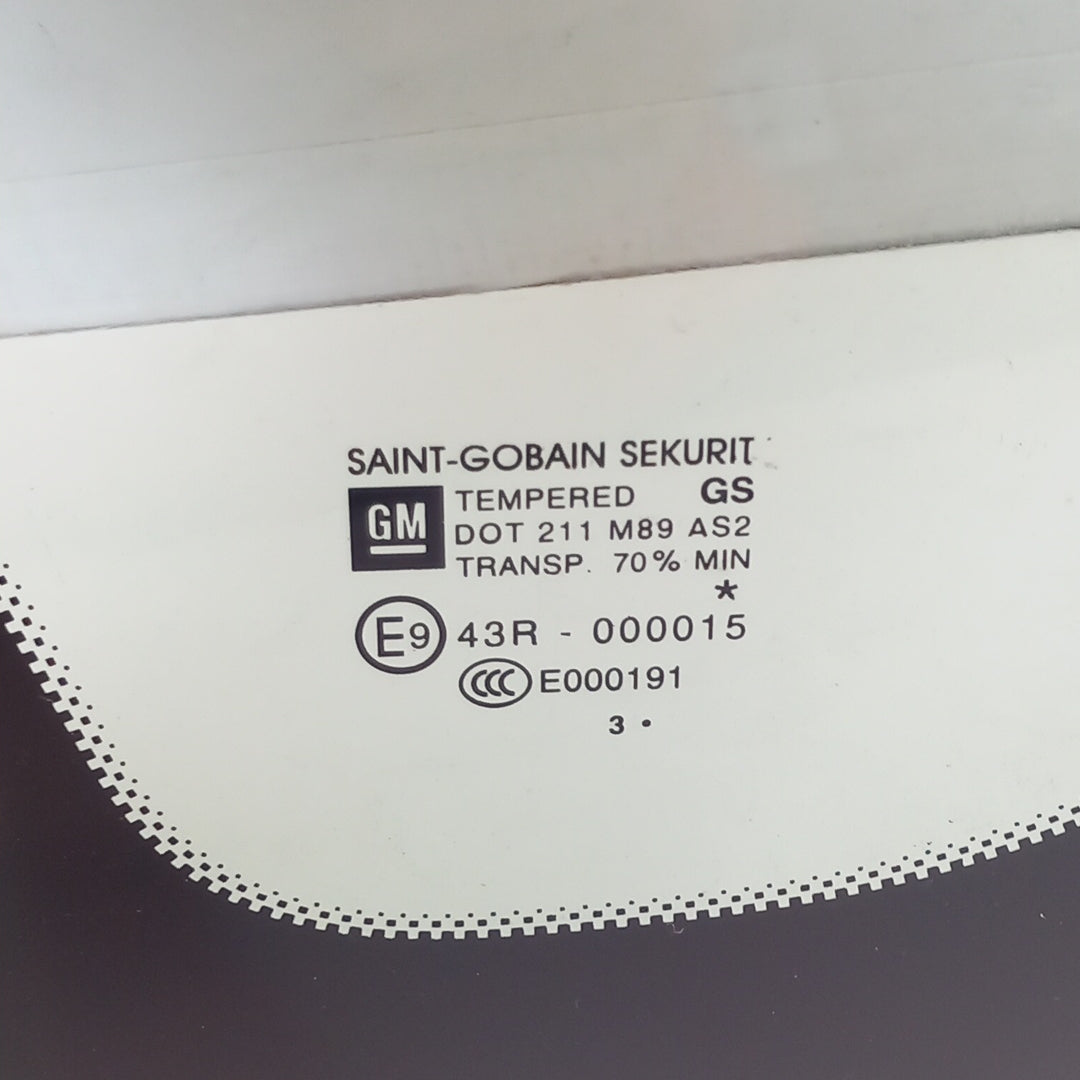 SAINT-GOBAIN SEKURIT
GM
TEMPERED GS
DOT 211 M89 AS2
TRANSP. 70% MIN
*
E9 43R - 000015
CCC E000191
3 •